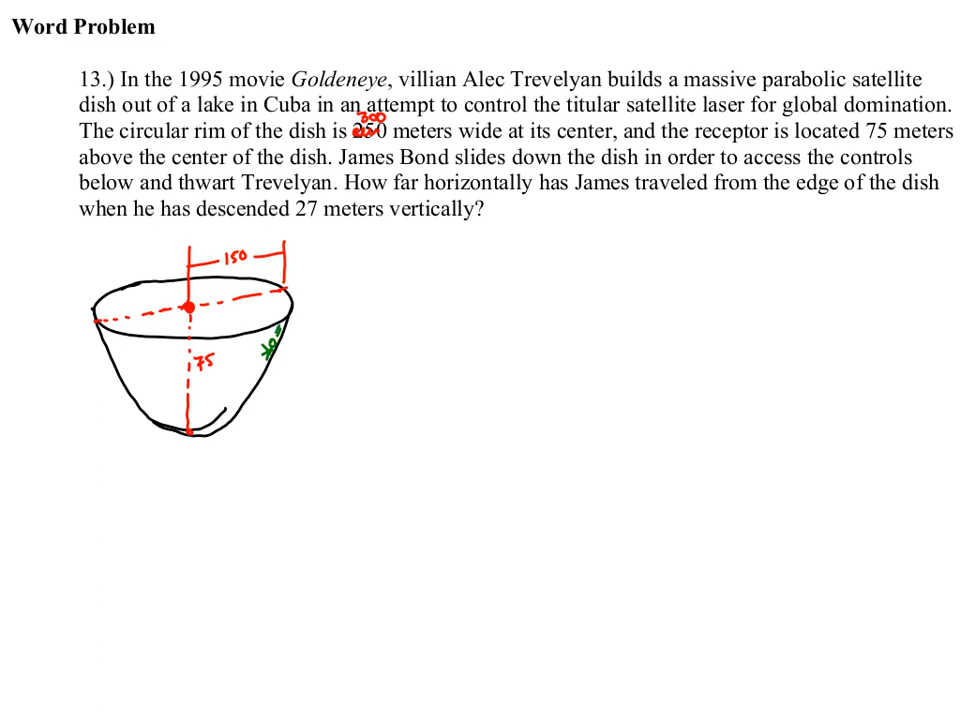 Word Problem
13.) In the 1995 movie Goldeneye, villian Alec Trevelyan builds a massive parabolic satellite
dish out of a lake in Cuba in an attempt to control the titular satellite laser for global domination.
300
The circular rim of the dish is 250 meters wide at its center, and the receptor is located 75 meters
above the center of the dish. James Bond slides down the dish in order to access the controls
below and thwart Trevelyan. How far horizontally has James traveled from the edge of the dish
when he has descended 27 meters vertically?
150
75